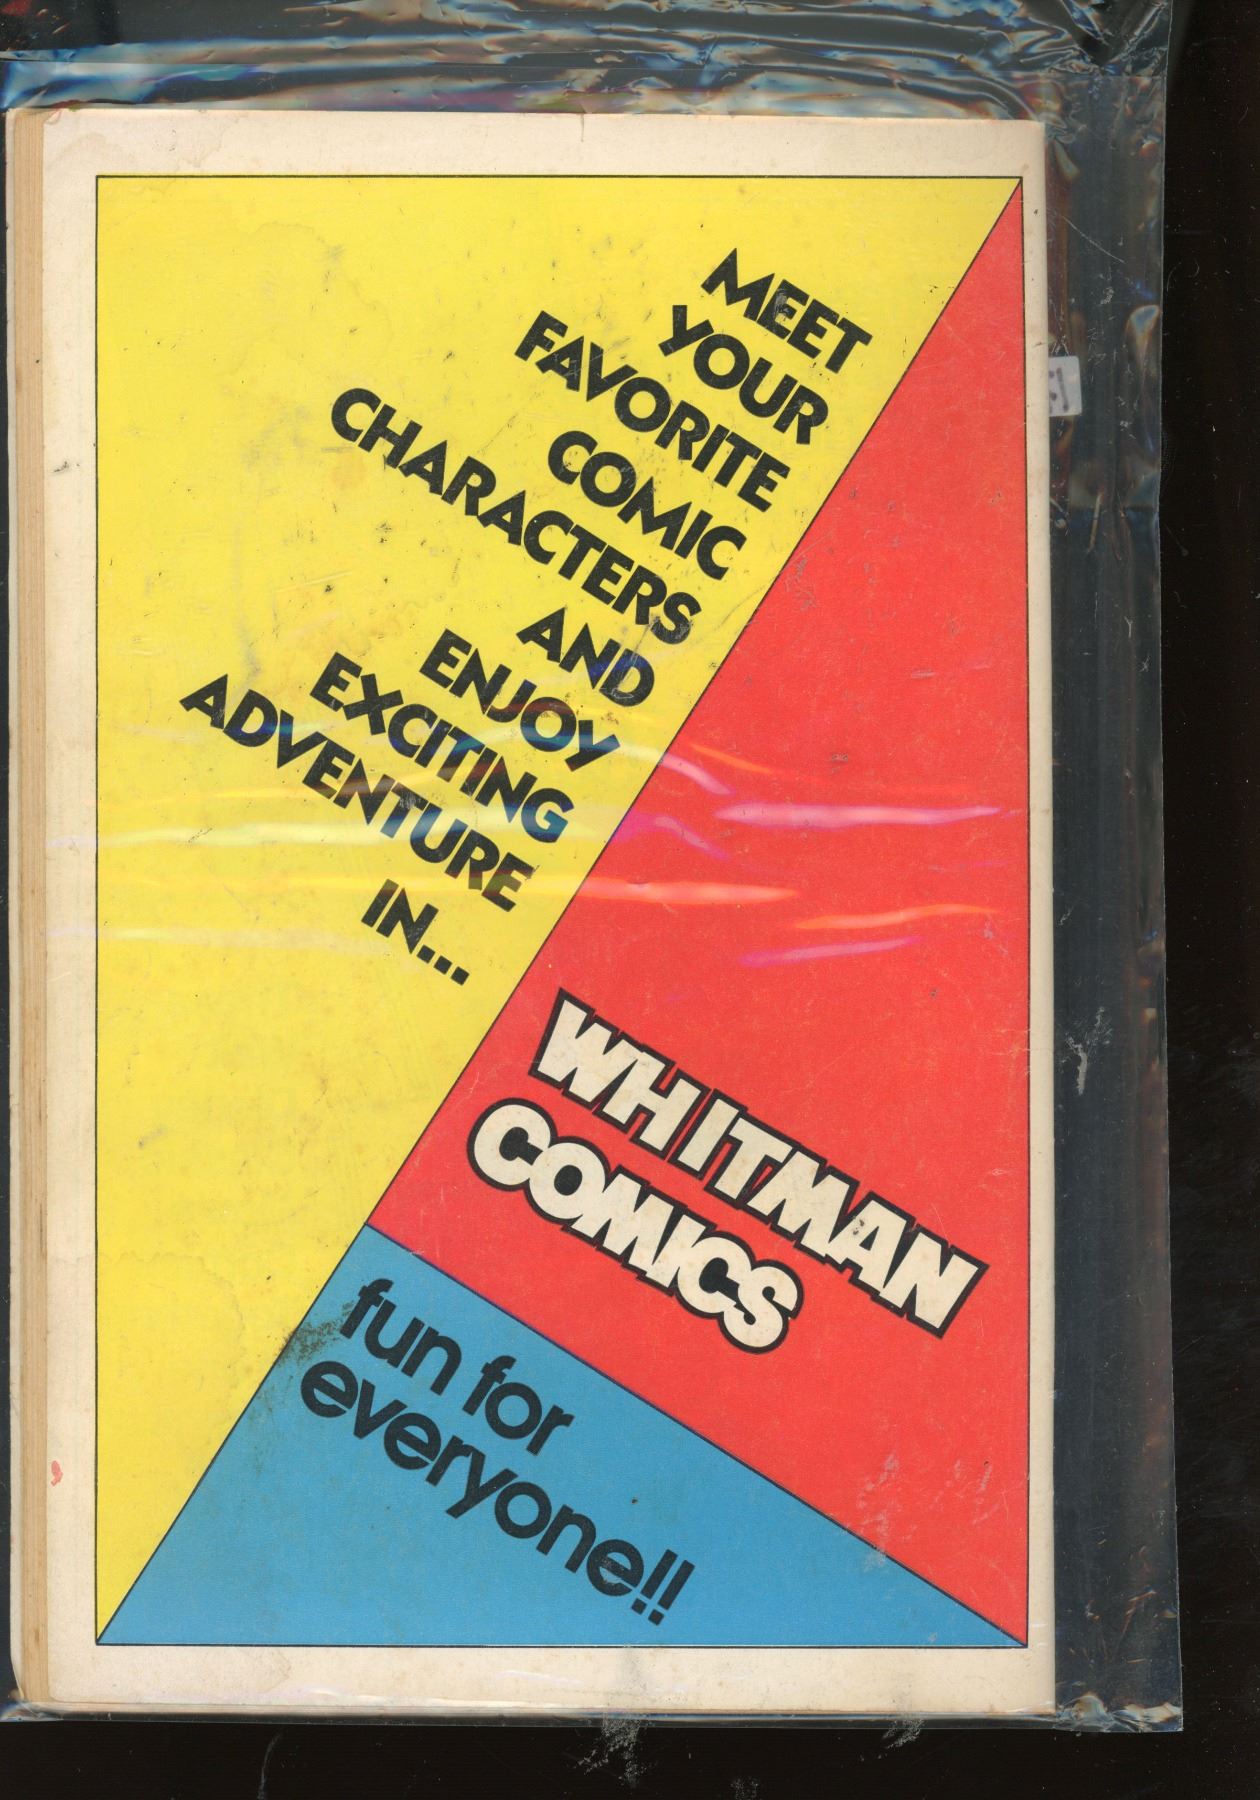 MEET
YOUR
FAVORITE
COMIC
CHARACTERS
AND
ENJOY
EXCITING
ADVENTURE
IN...
WHITMAN
COMICS
fun for
everyone!!